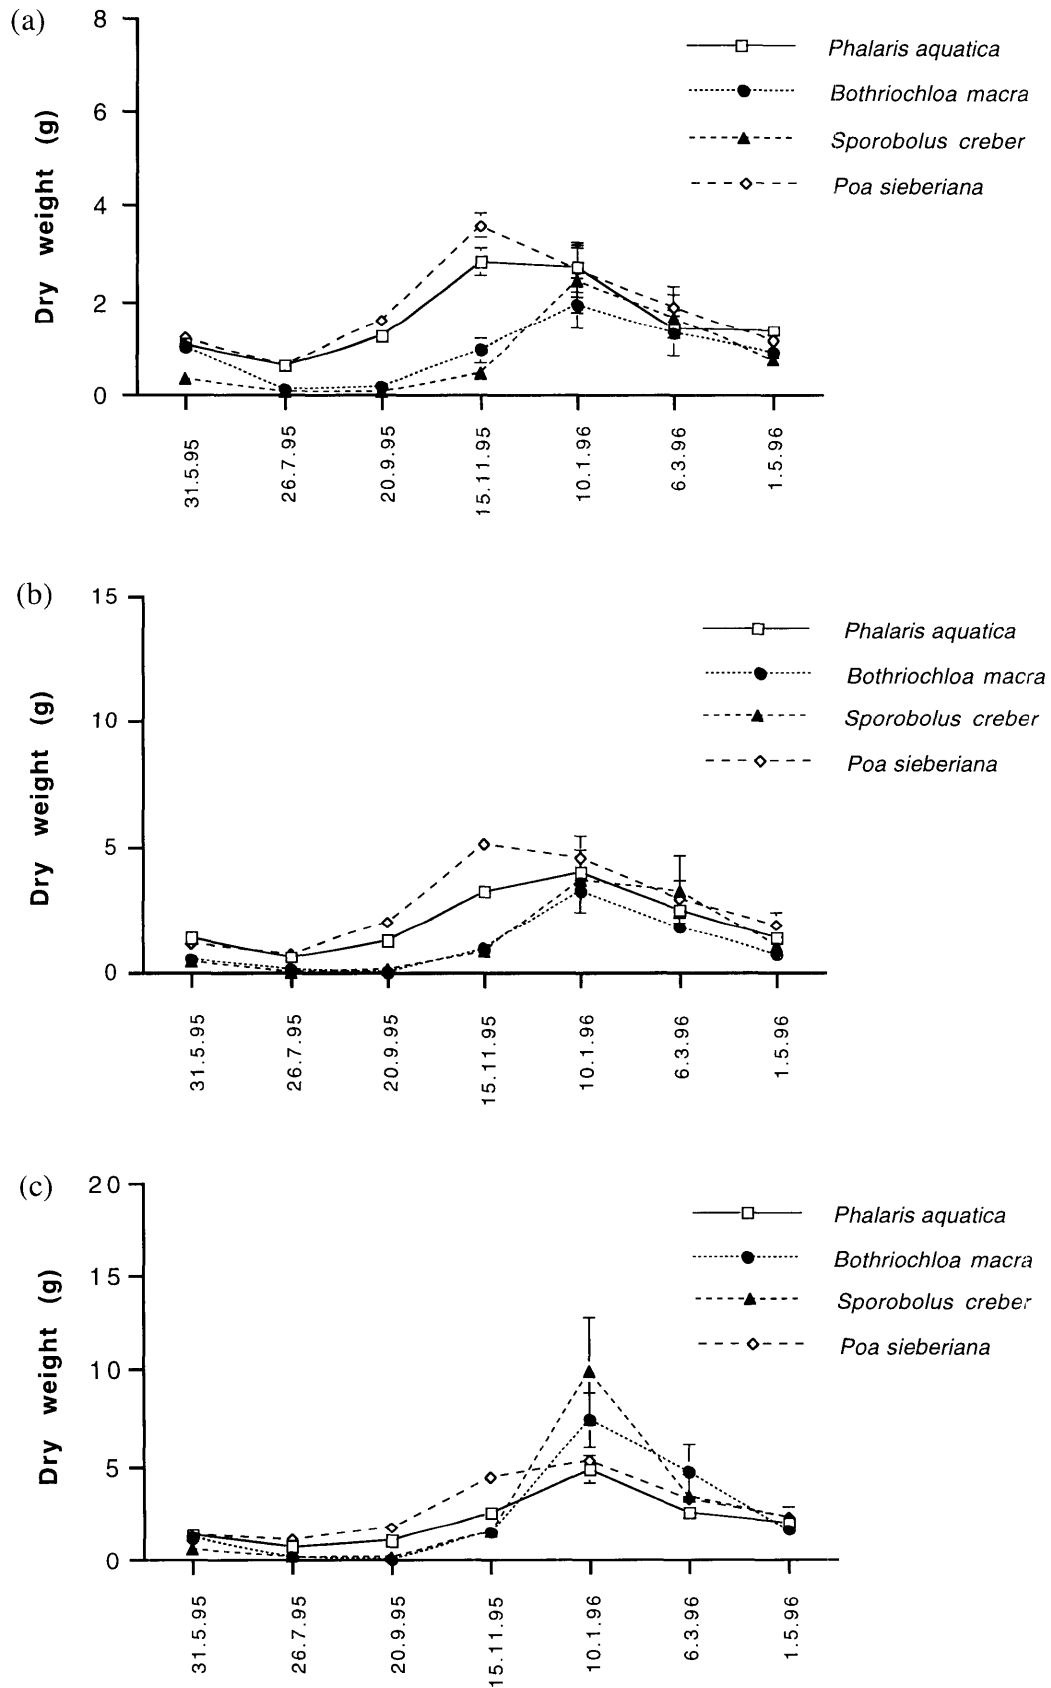 (a)
8
6
4
2
0
Dry weight (g)
Phalaris aquatica
Bothriochloa macra
Sporobolus creber
Poa sieberiana
31.5.95
26.7.95
20.9.95
15.11.95
10.1.96
6.3.96
1.5.96
(b)
15
10
5
0
Dry weight (g)
Phalaris aquatica
Bothriochloa macra
Sporobolus creber
Poa sieberiana
31.5.95
26.7.95
20.9.95
15.11.95
10.1.96
6.3.96
1.5.96
(c)
20
15
10
5
0
Dry weight (g)
Phalaris aquatica
Bothriochloa macra
Sporobolus creber
Poa sieberiana
31.5.95
26.7.95
20.9.95
15.11.95
10.1.96
6.3.96
1.5.96